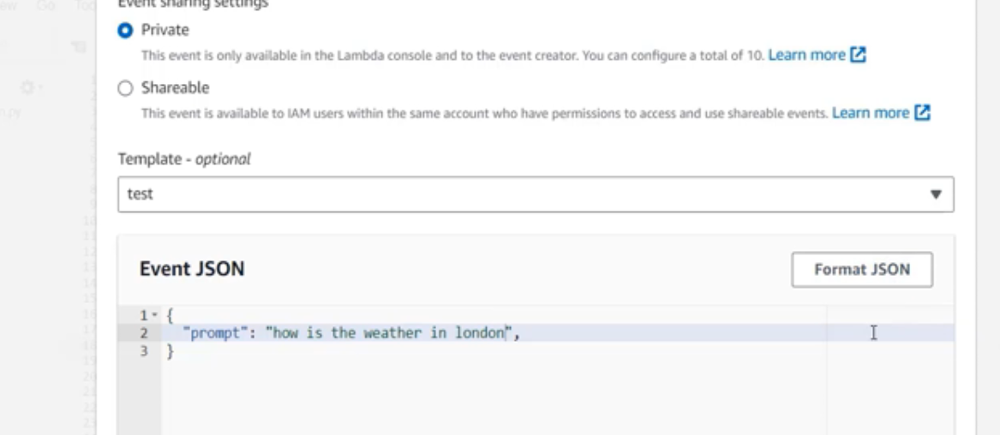 Event sharing settings
Private
This event is only available in the Lambda console and to the event creator. You can configure a total of 10. Learn more
Shareable
This event is available to IAM users within the same account who have permissions to access and use shareable events. Learn more
Template - optional
test
Event JSON
Format JSON
1 {
2 "prompt": "how is the weather in london",
3 }